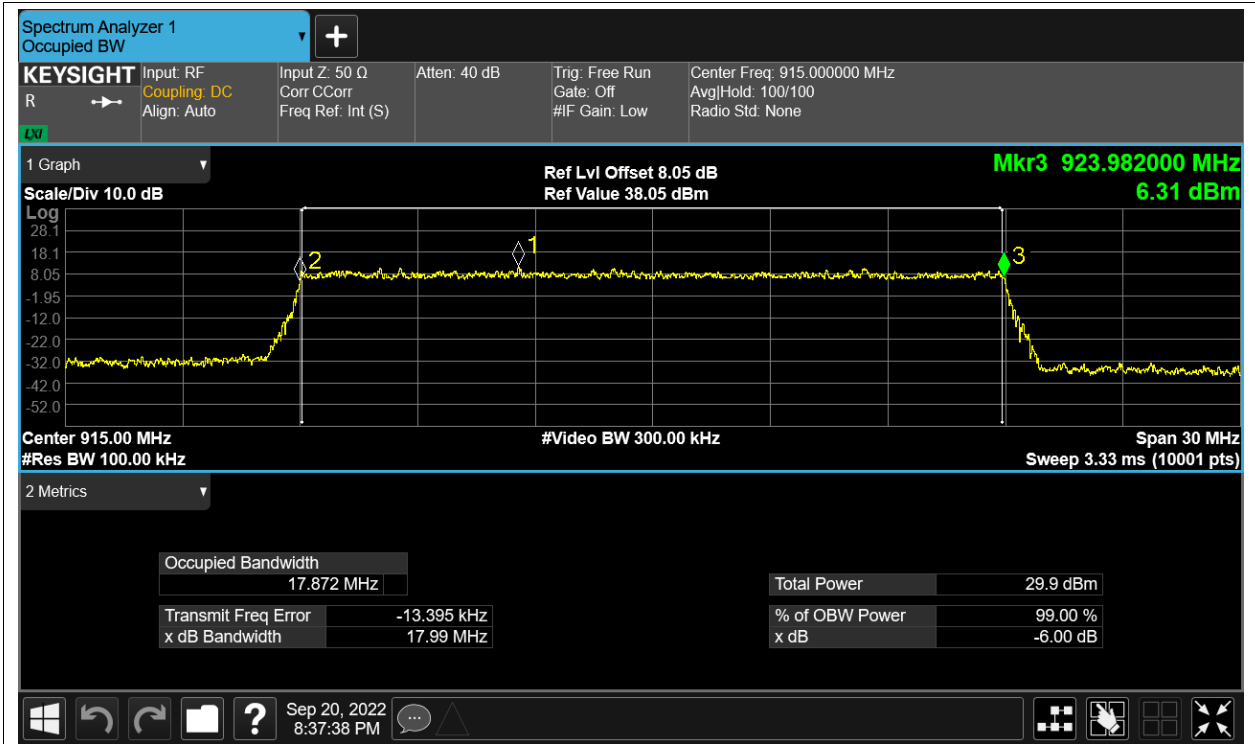 Spectrum Analyzer 1
Occupied BW
KEYSIGHT
R
LXI
Input: RF
Coupling: DC
Align: Auto
Input Z: 50 Ω
Corr CCorr
Freq Ref: Int (S)
Atten: 40 dB
Trig: Free Run
Gate: Off
#IF Gain: Low
Center Freq: 915.000000 MHz
Avg|Hold: 100/100
Radio Std: None
1 Graph
Scale/Div 10.0 dB
Ref Lvl Offset 8.05 dB
Ref Value 38.05 dBm
Mkr3 923.982000 MHz
6.31 dBm
Log
28.1
18.1
8.05
-1.95
-12.0
-22.0
-32.0
-42.0
-52.0
2
1
3
Center 915.00 MHz
#Res BW 100.00 kHz
#Video BW 300.00 kHz
Span 30 MHz
Sweep 3.33 ms (10001 pts)
2 Metrics
Occupied Bandwidth
17.872 MHz
Transmit Freq Error -13.395 kHz
x dB Bandwidth 17.99 MHz
Total Power 29.9 dBm
% of OBW Power 99.00 %
x dB -6.00 dB
?
Sep 20, 2022
8:37:38 PM